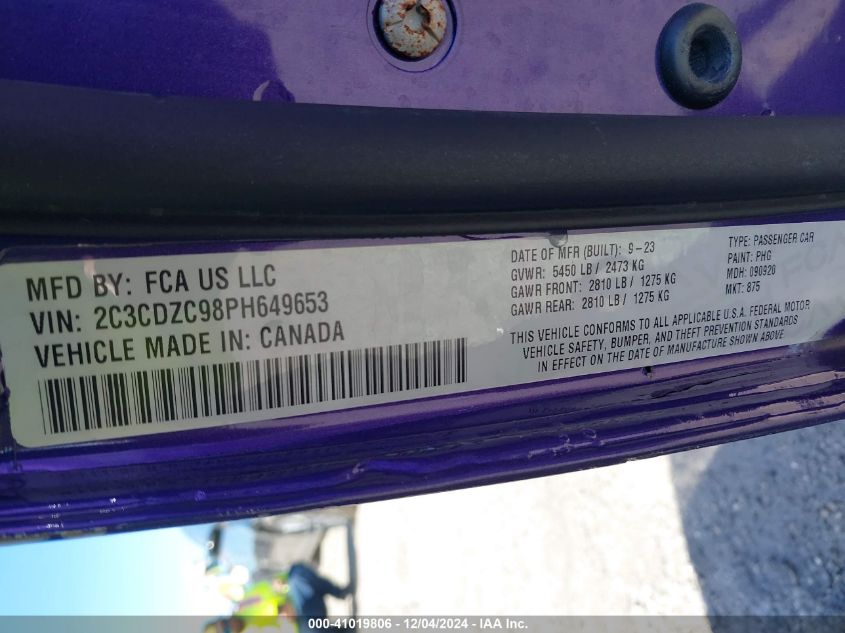 MFD BY: FCA US LLC
VIN: 2C3CDZC98PH649653
VEHICLE MADE IN: CANADA
DATE OF MFR (BUILT): 9-23
GVWR: 5450 LB / 2473 KG
GAWR FRONT: 2810 LB / 1275 KG
GAWR REAR: 2810 LB / 1275 KG
TYPE: PASSENGER CAR
PAINT: PHG
MDH: 090920
MKT: 875
THIS VEHICLE CONFORMS TO ALL APPLICABLE U.S.A. FEDERAL MOTOR
VEHICLE SAFETY, BUMPER, AND THEFT PREVENTION STANDARDS
IN EFFECT ON THE DATE OF MANUFACTURE SHOWN ABOVE
000-41019806 - 12/04/2024 - IAA Inc.